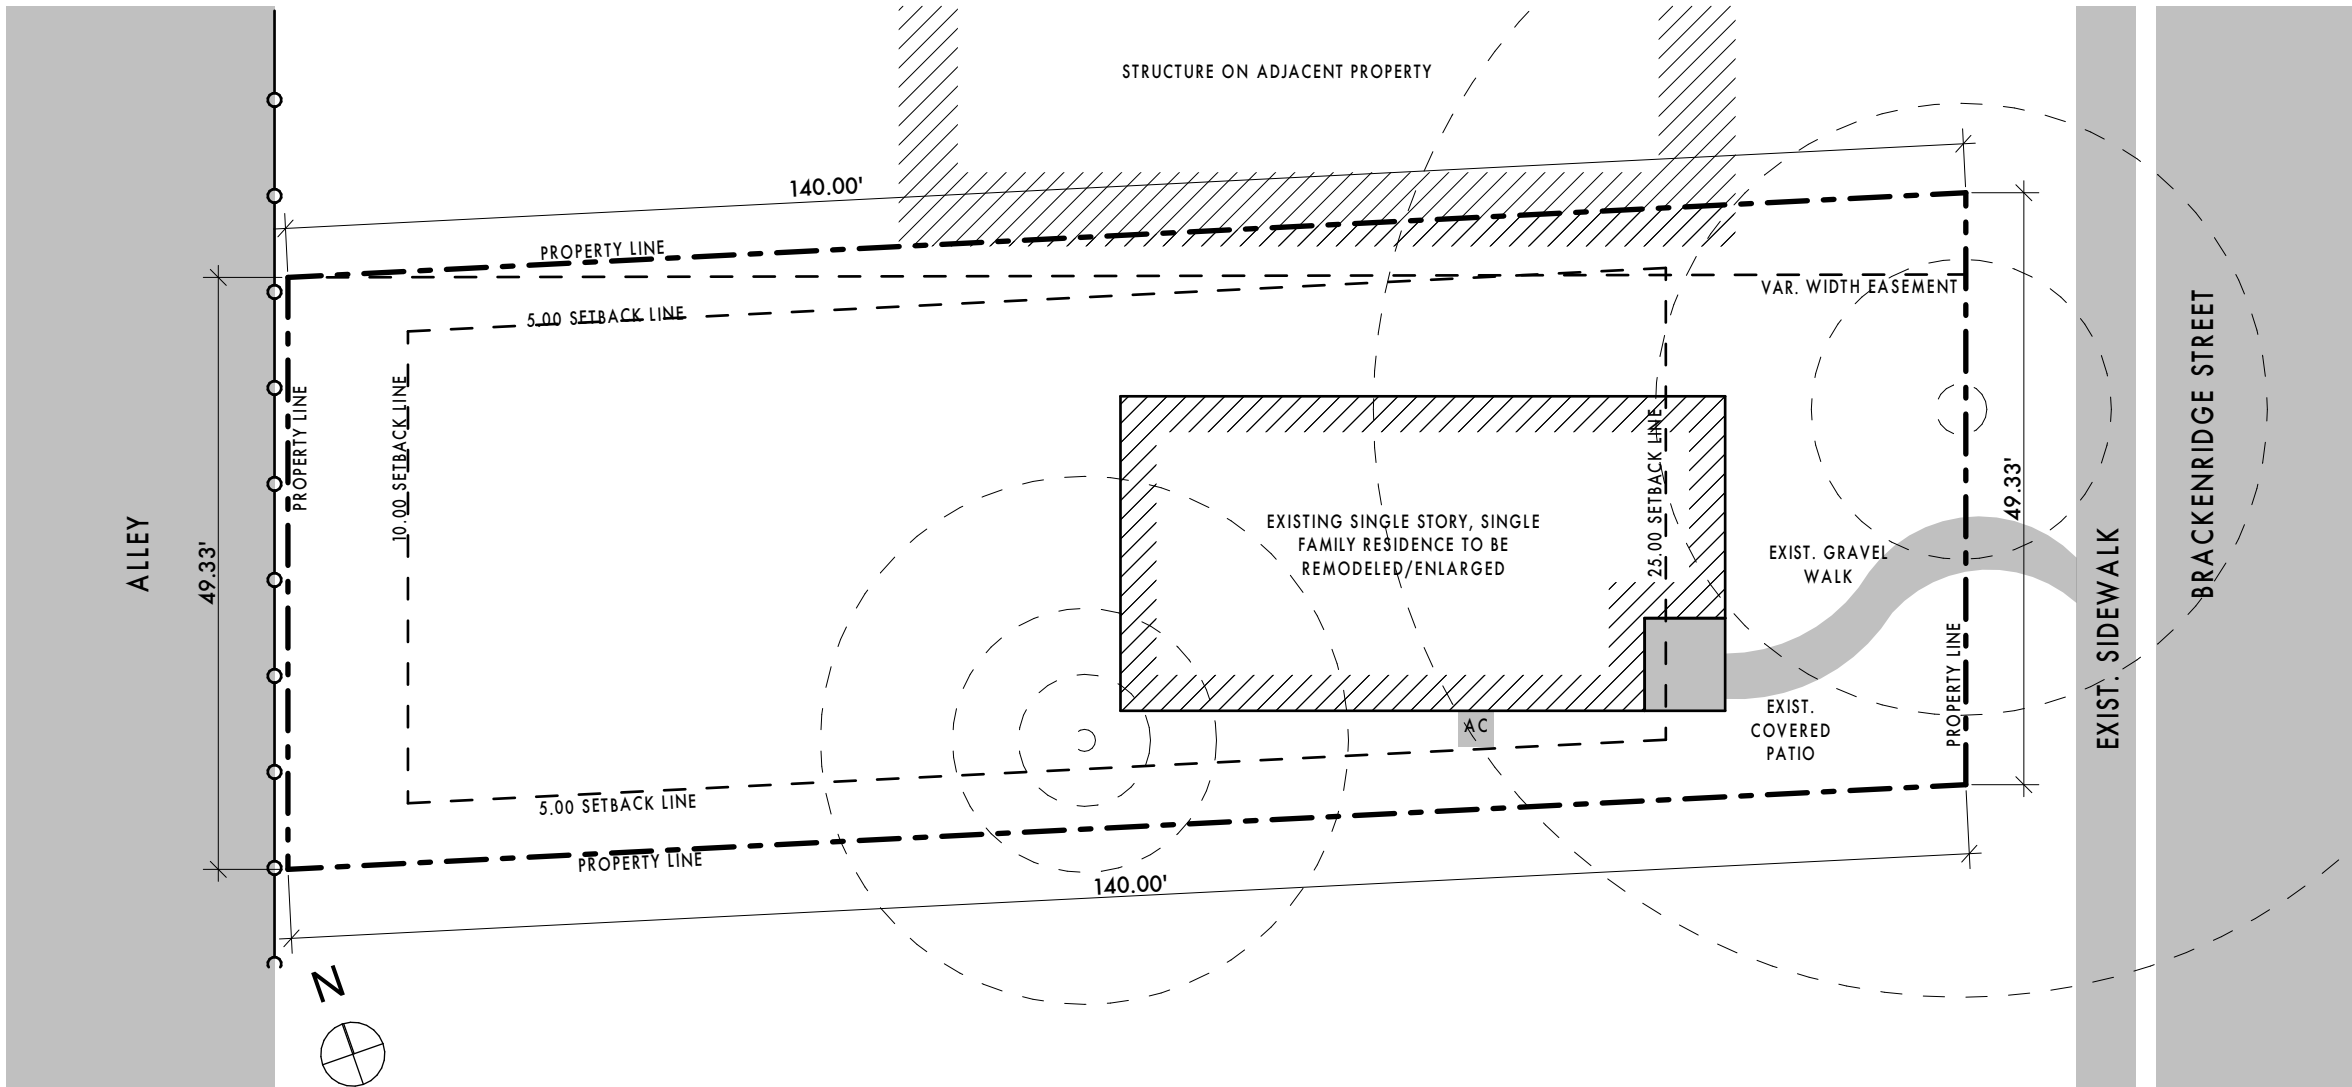 STRUCTURE ON ADJACENT PROPERTY
140.00'
PROPERTY LINE
VAR. WIDTH EASEMENT
5.00 SETBACK LINE
PROPERTY LINE
10.00 SETBACK LINE
25.00 SETBACK LINE
ALLEY
49.33'
EXISTING SINGLE STORY, SINGLE
FAMILY RESIDENCE TO BE
REMODELED/ENLARGED
EXIST. GRAVEL
WALK
49.33'
BRACKENRIDGE STREET
EXIST. SIDEWALK
PROPERTY LINE
AC
EXIST.
COVERED
PATIO
5.00 SETBACK LINE
PROPERTY LINE
140.00'
N